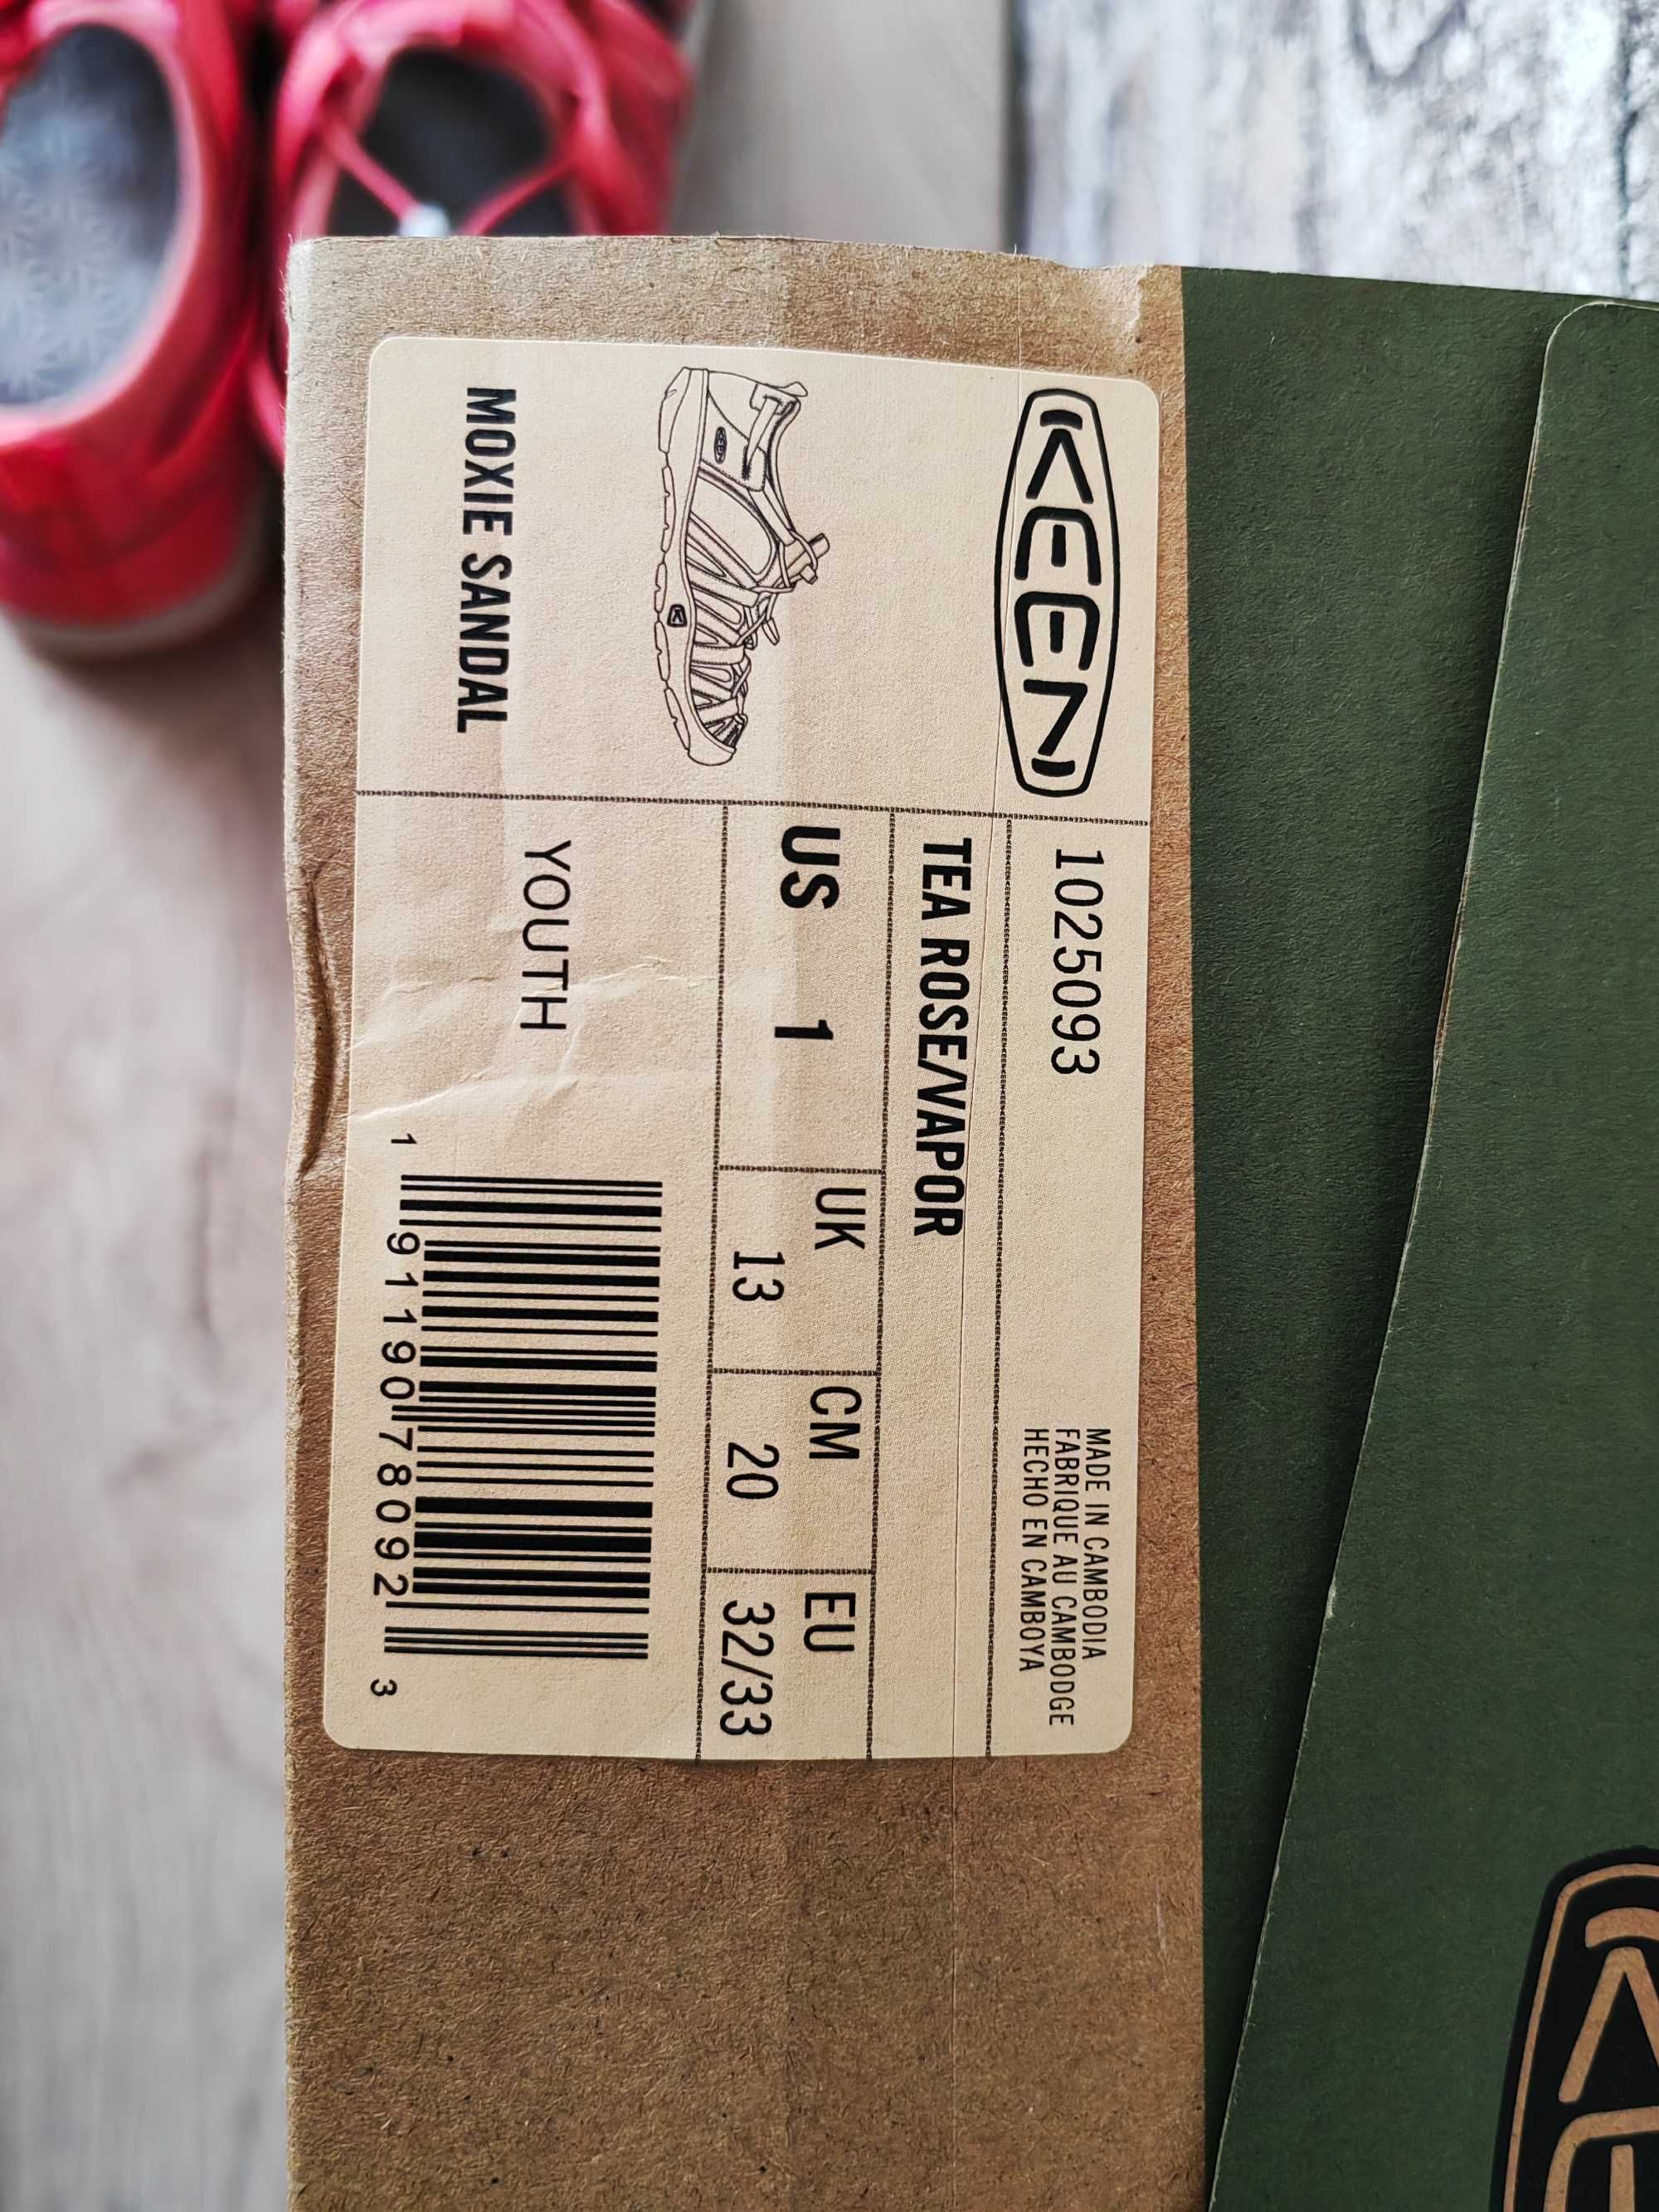 KEEN
MOXIE SANDAL
1025093
MADE IN CAMBODIA
FABRIQUE AU CAMBODGE
HECHO EN CAMBOYA
TEA ROSE/VAPOR
US 1
UK 13
CM 20
EU 32/33
YOUTH
1 91190 78092 3